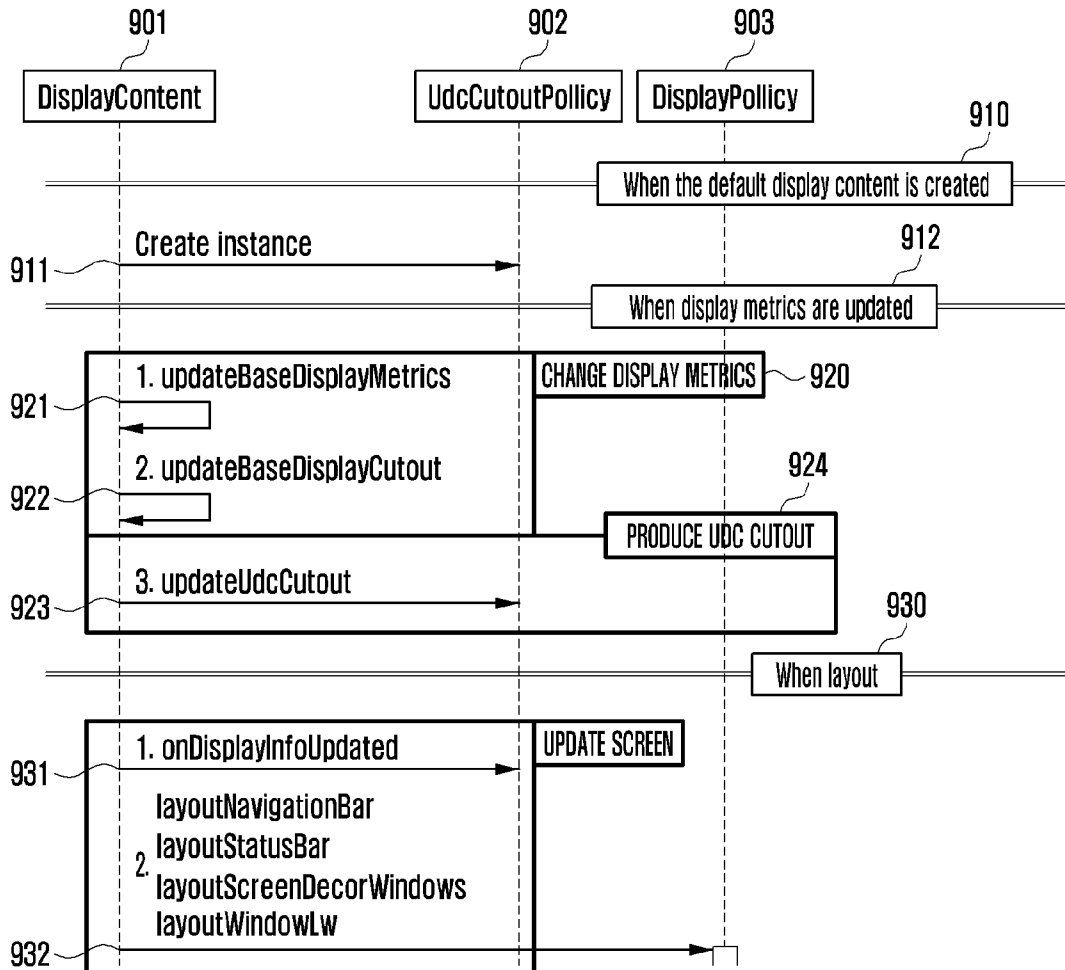 901
902
903
DisplayContent
UdcCutoutPollicy
DisplayPollicy
910
When the default display content is created
Create instance
911
912
When display metrics are updated
1. updateBaseDisplayMetrics
CHANGE DISPLAY METRICS
920
921
2. updateBaseDisplayCutout
922
924
PRODUCE UDC CUTOUT
3. updateUdcCutout
923
930
When layout
1. onDisplayInfoUpdated
UPDATE SCREEN
931
layoutNavigationBar
layoutStatusBar
2.
layoutScreenDecorWindows
layoutWindowLw
932